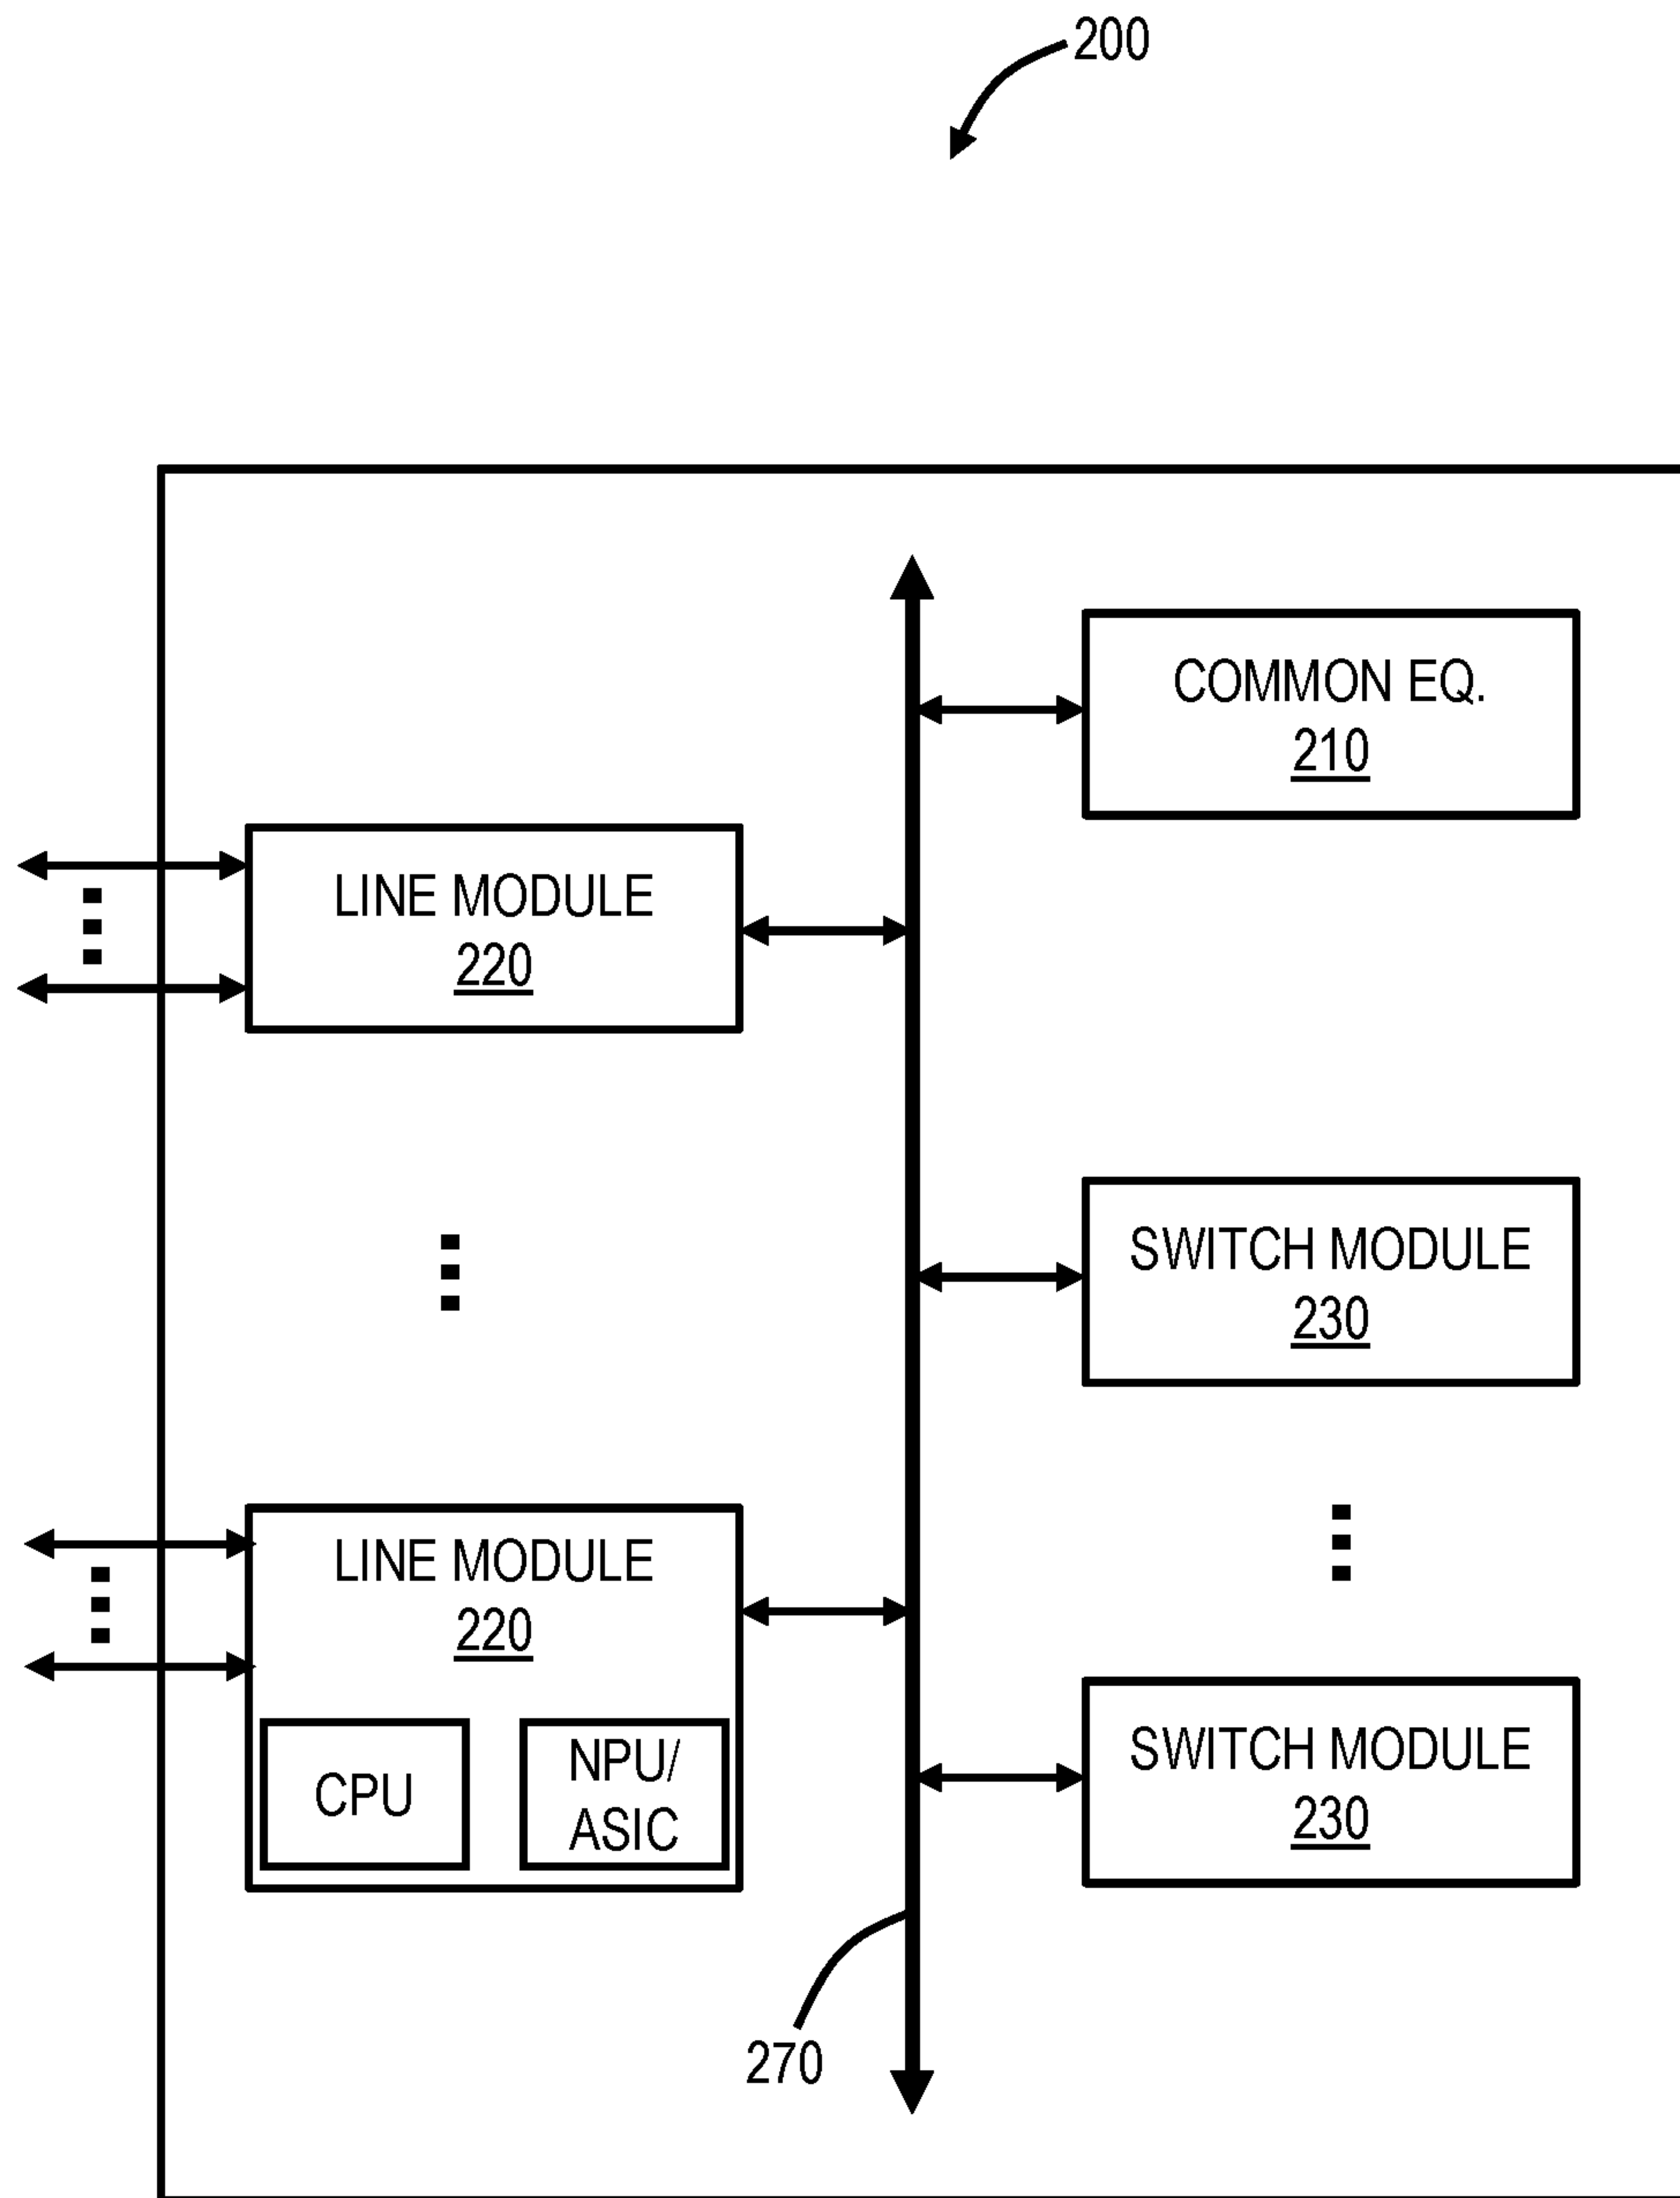 200
COMMON EQ.
210
LINE MODULE
220
SWITCH MODULE
230
LINE MODULE
220
CPU
NPU/
ASIC
SWITCH MODULE
230
270